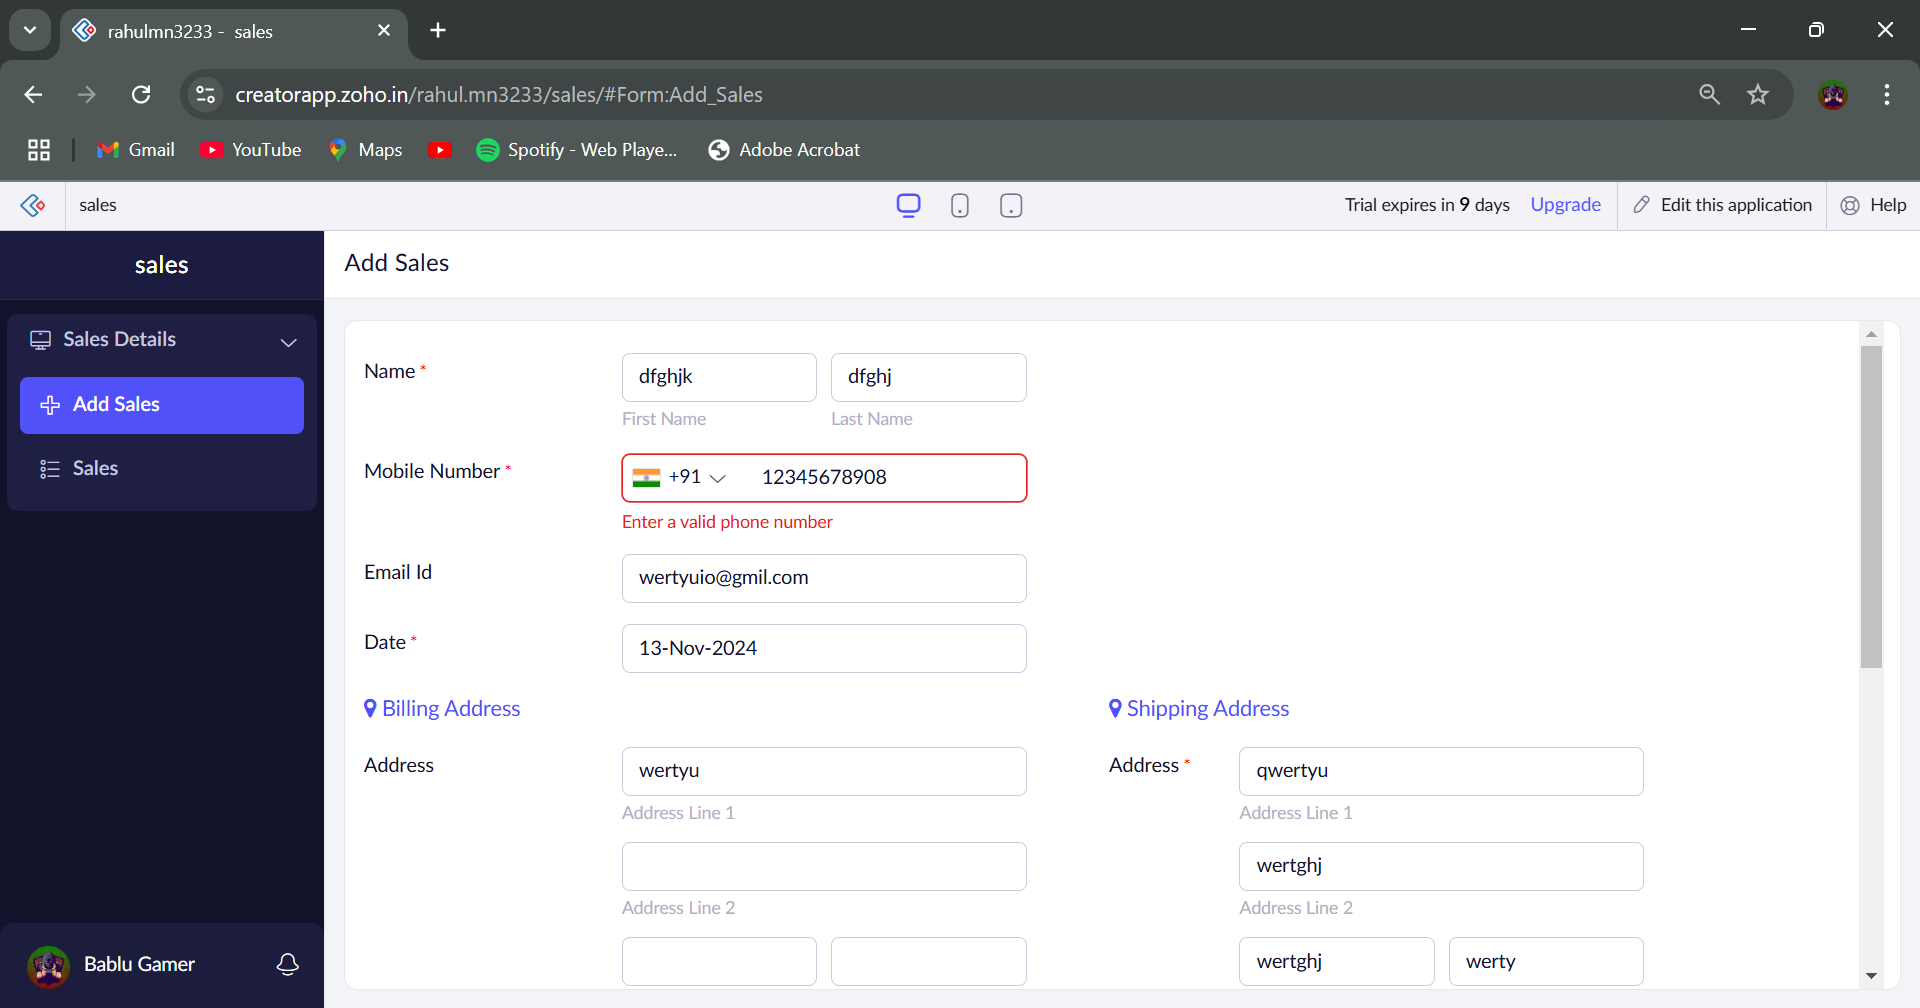 rahulmn3233 - sales
creatorapp.zoho.in/rahul.mn3233/sales/#Form:Add_Sales
Gmail YouTube Maps Spotify - Web Playe... Adobe Acrobat
sales Trial expires in 9 days Upgrade Edit this application Help
sales
Sales Details
Add Sales
Sales
Bablu Gamer
Add Sales
Name * dfghjk dfghj
First Name Last Name
Mobile Number * +91 12345678908
Enter a valid phone number
Email Id wertyuio@gmil.com
Date * 13-Nov-2024
Billing Address Shipping Address
Address wertyu Address * qwertyu
Address Line 1 Address Line 1
wertghj
Address Line 2 Address Line 2
wertghj werty